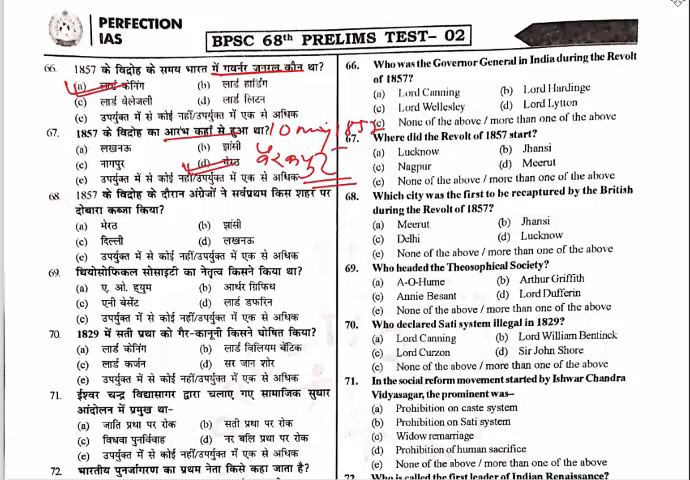 PERFECTION
IAS
BPSC 68th PRELIMS TEST– 02
66. 1857 के विद्रोह के समय भारत में गवर्नर जनरल कौन था?
(a) लार्ड केनिंग (b) लार्ड हार्डिंग
(c) लार्ड वेलेजली (d) लार्ड लिटन
(e) उपर्युक्त में से कोई नहीं/उपर्युक्त में एक से अधिक
67. 1857 के विद्रोह का आरंभ कहाँ से हुआ था? 10 may 1857
(a) लखनऊ (b) झांसी
(c) नागपुर (d) मेरठ
(e) उपर्युक्त में से कोई नहीं/उपर्युक्त में एक से अधिक
68. 1857 के विद्रोह के दौरान अंग्रेजों ने सर्वप्रथम किस शहर पर
दोबारा कब्जा किया?
(a) मेरठ (b) झांसी
(c) दिल्ली (d) लखनऊ
(e) उपर्युक्त में से कोई नहीं/उपर्युक्त में एक से अधिक
69. थियोसोफिकल सोसाइटी का नेतृत्व किसने किया था?
(a) ए. ओ. ह्यूम (b) आर्थर ग्रिफिथ
(c) एनी बेसेंट (d) लार्ड डफरिन
(e) उपर्युक्त में से कोई नहीं/उपर्युक्त में एक से अधिक
70. 1829 में सती प्रथा को गैर-कानूनी किसने घोषित किया?
(a) लार्ड केनिंग (b) लार्ड विलियम बेंटिक
(c) लार्ड कर्जन (d) सर जान शोर
(e) उपर्युक्त में से कोई नहीं/उपर्युक्त में एक से अधिक
71. ईश्वर चन्द्र विद्यासागर द्वारा चलाए गए सामाजिक सुधार
आंदोलन में प्रमुख था-
(a) जाति प्रथा पर रोक (b) सती प्रथा पर रोक
(c) विधवा पुनर्विवाह (d) नर बलि प्रथा पर रोक
(e) उपर्युक्त में से कोई नहीं/उपर्युक्त में एक से अधिक
72. भारतीय पुनर्जागरण का प्रथम नेता किसे कहा जाता है?
66. Who was the Governor General in India during the Revolt
of 1857?
(a) Lord Canning (b) Lord Hardinge
(c) Lord Wellesley (d) Lord Lytton
(e) None of the above / more than one of the above
67. Where did the Revolt of 1857 start?
(a) Lucknow (b) Jhansi
(c) Nagpur (d) Meerut
(e) None of the above / more than one of the above
68. Which city was the first to be recaptured by the British
during the Revolt of 1857?
(a) Meerut (b) Jhansi
(c) Delhi (d) Lucknow
(e) None of the above / more than one of the above
69. Who headed the Theosophical Society?
(a) A-O-Hume (b) Arthur Griffith
(c) Annie Besant (d) Lord Dufferin
(e) None of the above / more than one of the above
70. Who declared Sati system illegal in 1829?
(a) Lord Canning (b) Lord William Bentinck
(c) Lord Curzon (d) Sir John Shore
(e) None of the above / more than one of the above
71. In the social reform movement started by Ishwar Chandra
Vidyasagar, the prominent was–
(a) Prohibition on caste system
(b) Prohibition on Sati system
(c) Widow remarriage
(d) Prohibition of human sacrifice
(e) None of the above / more than one of the above
72. Who is called the first leader of Indian Renaissance?